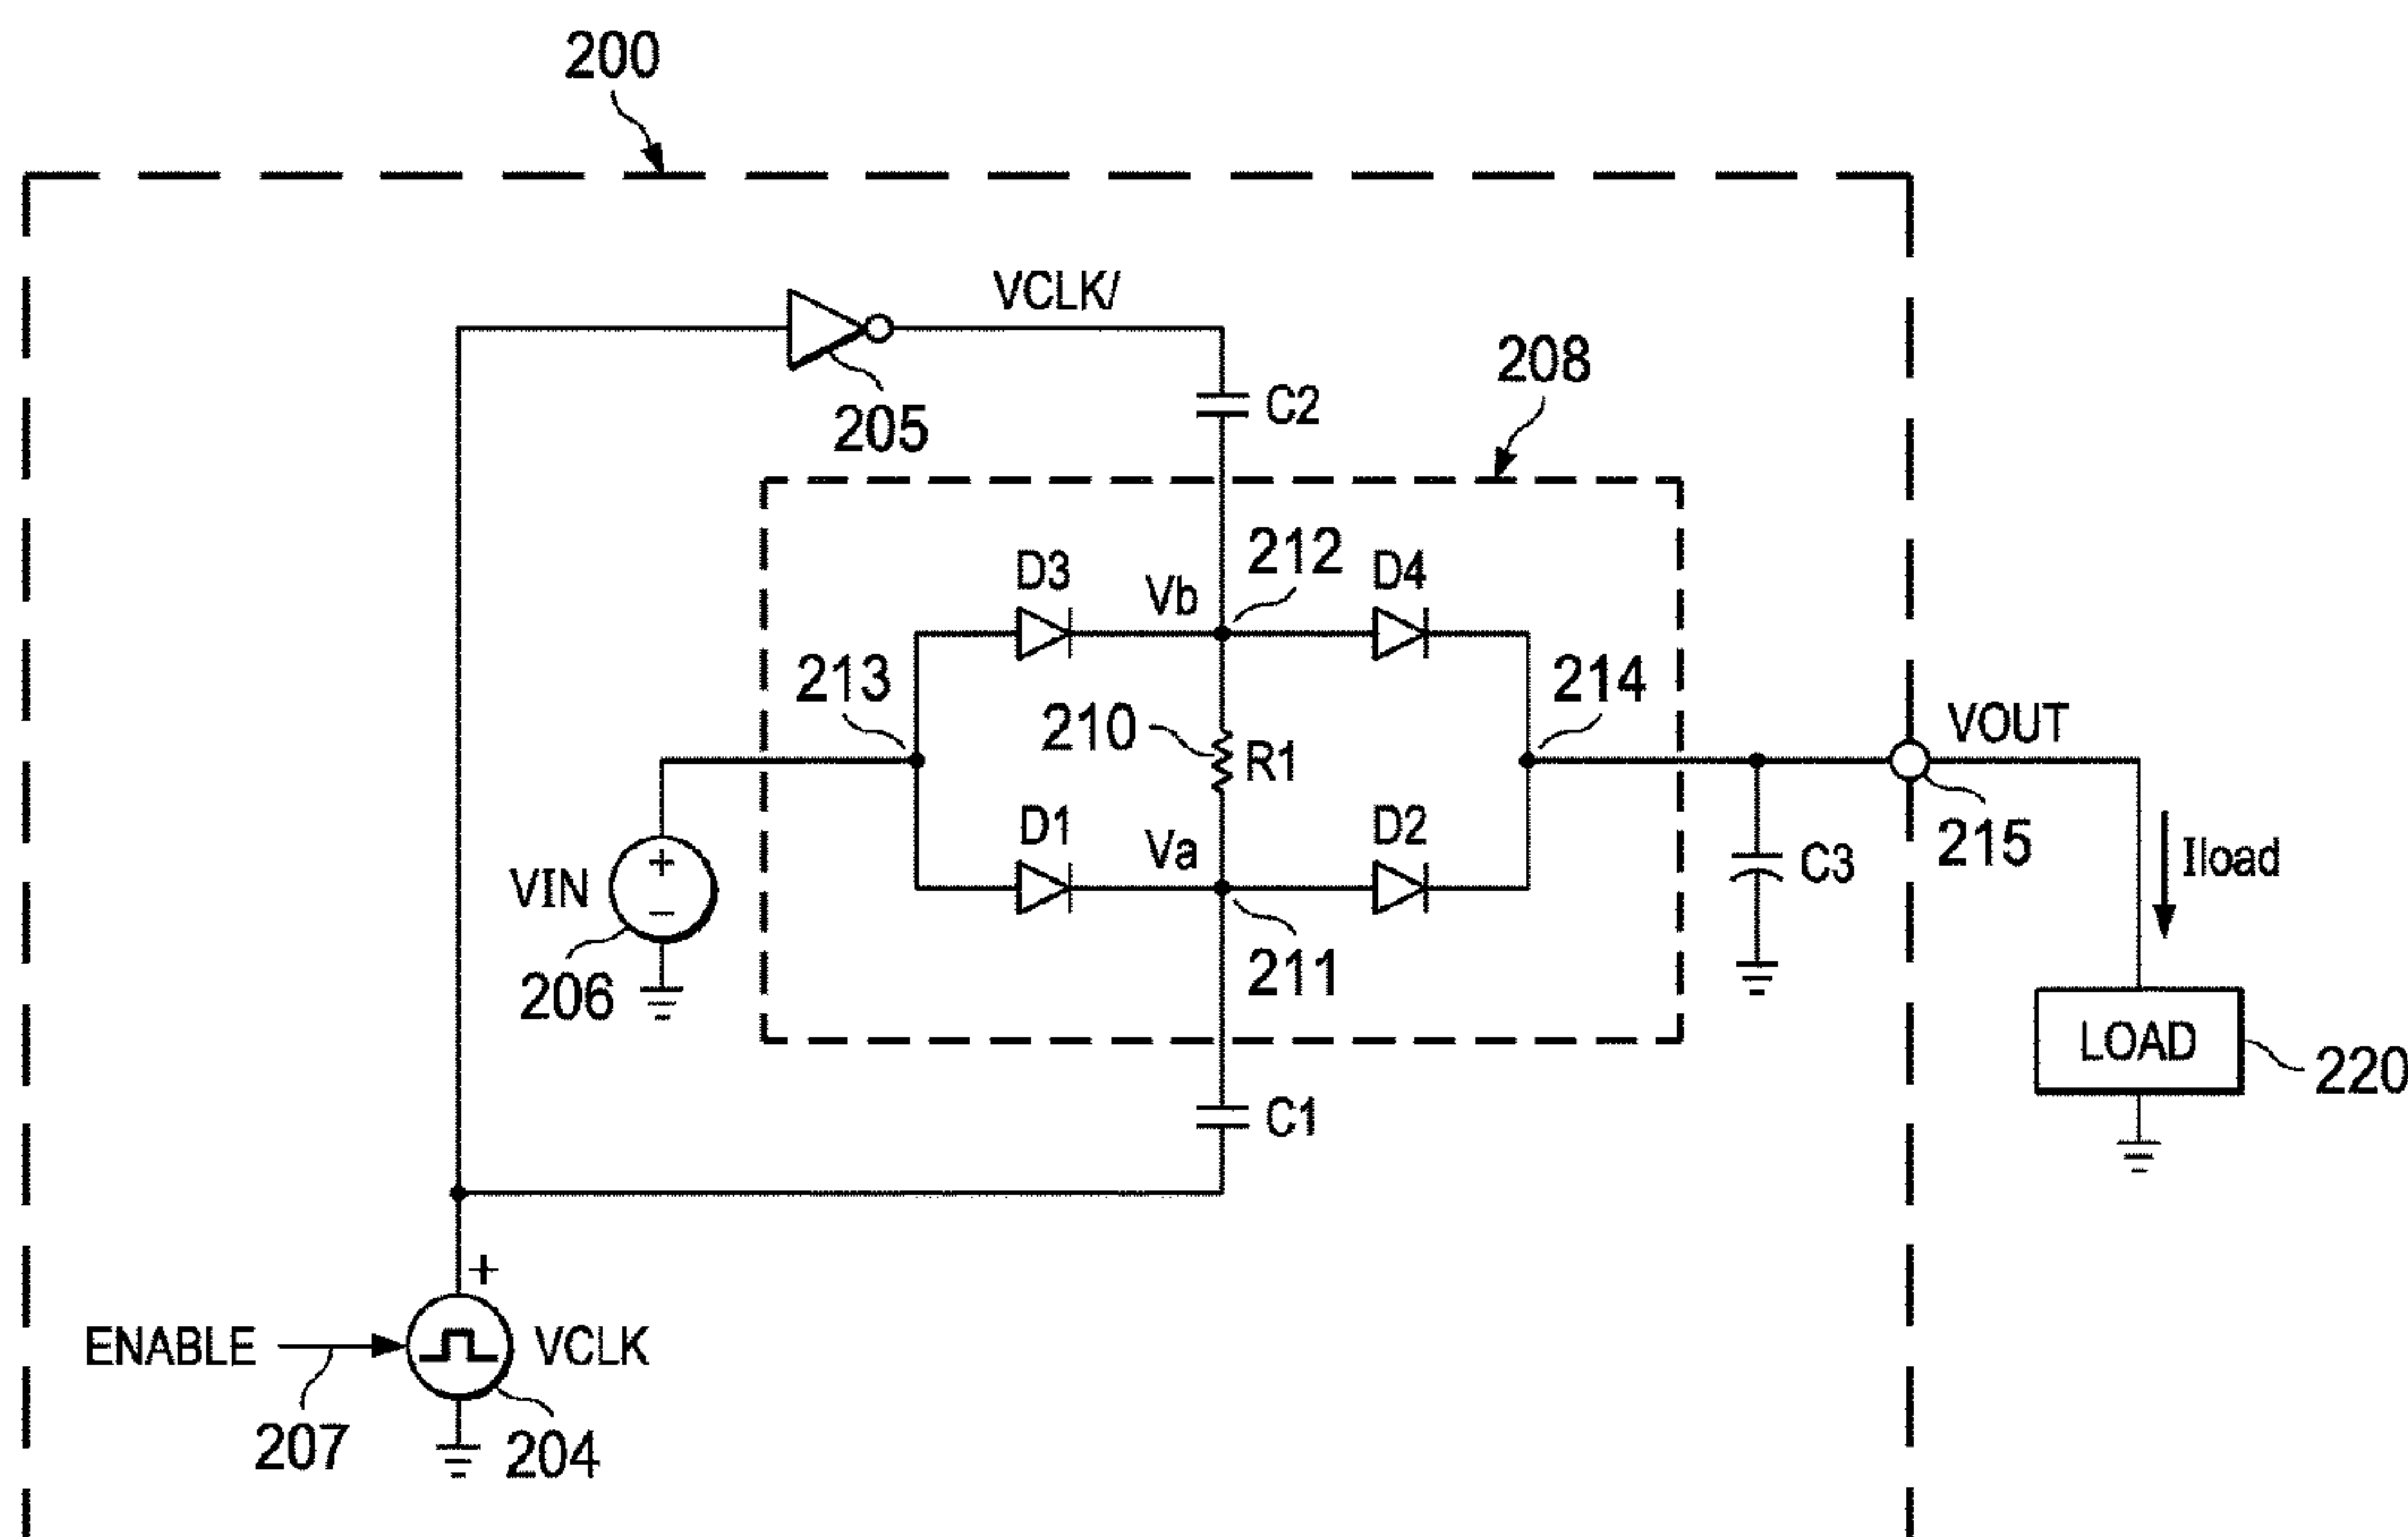 200
VCLK/
205
C2
208
212
D3
Vb
D4
213
214
210
R1
VOUT
D1
Va
D2
215
Iload
VIN
+
−
C3
206
211
LOAD
220
C1
+
ENABLE
VCLK
207
204